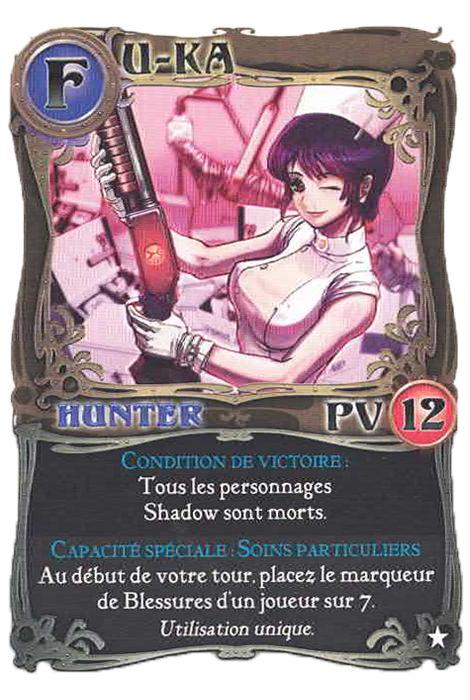 FU-KA
HUNTER
PV 12
CONDITION DE VICTOIRE :
Tous les personnages
Shadow sont morts.
CAPACITÉ SPÉCIALE : SOINS PARTICULIERS
Au début de votre tour, placez le marqueur
de Blessures d'un joueur sur 7.
Utilisation unique.